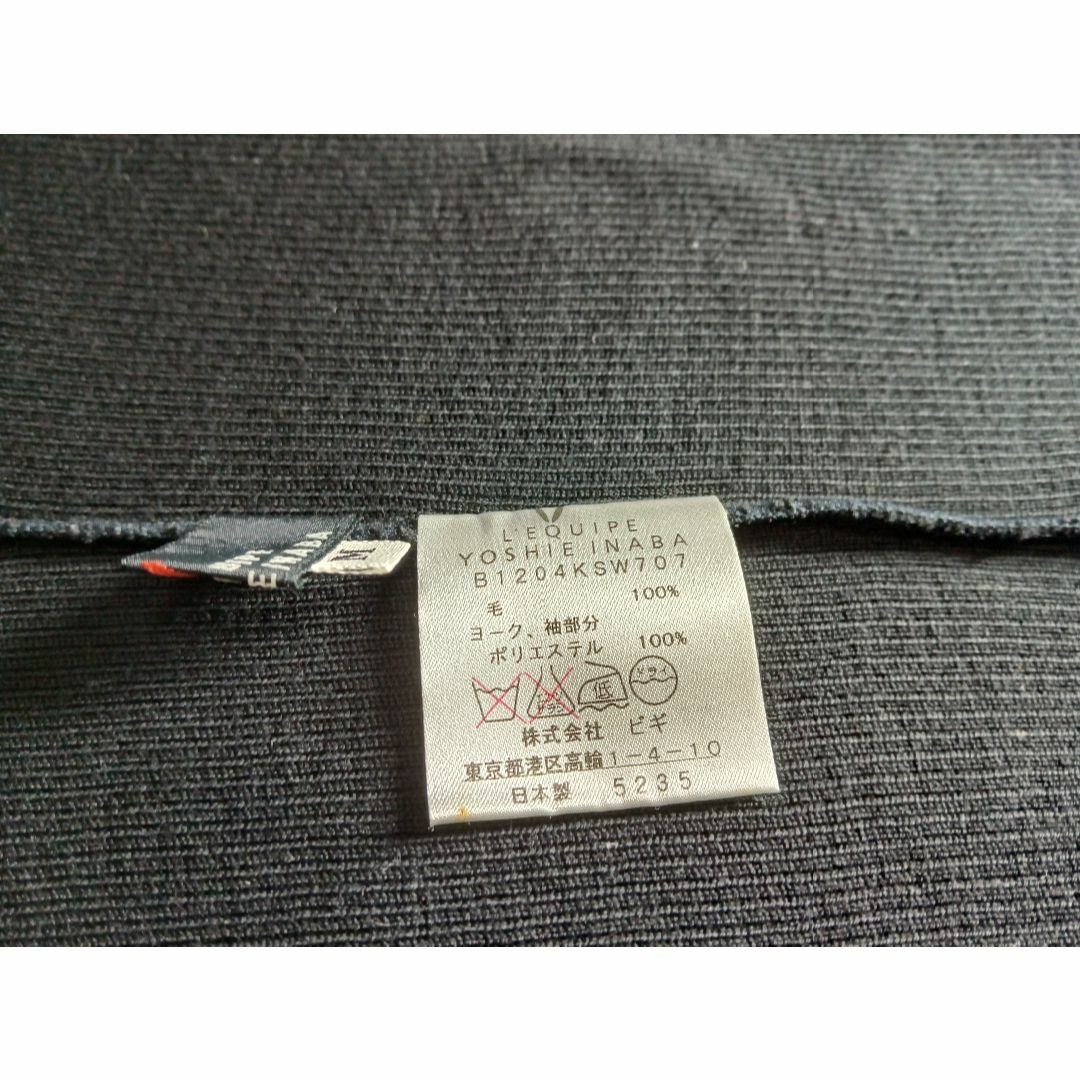 L'EQUIPE
YOSHIE INABA
B1204KSW707
毛 100%
ヨーク、袖部分
ポリエステル 100%
低
株式会社 ビギ
東京都港区高輪1-4-10
日本製 5235
E INABA
M